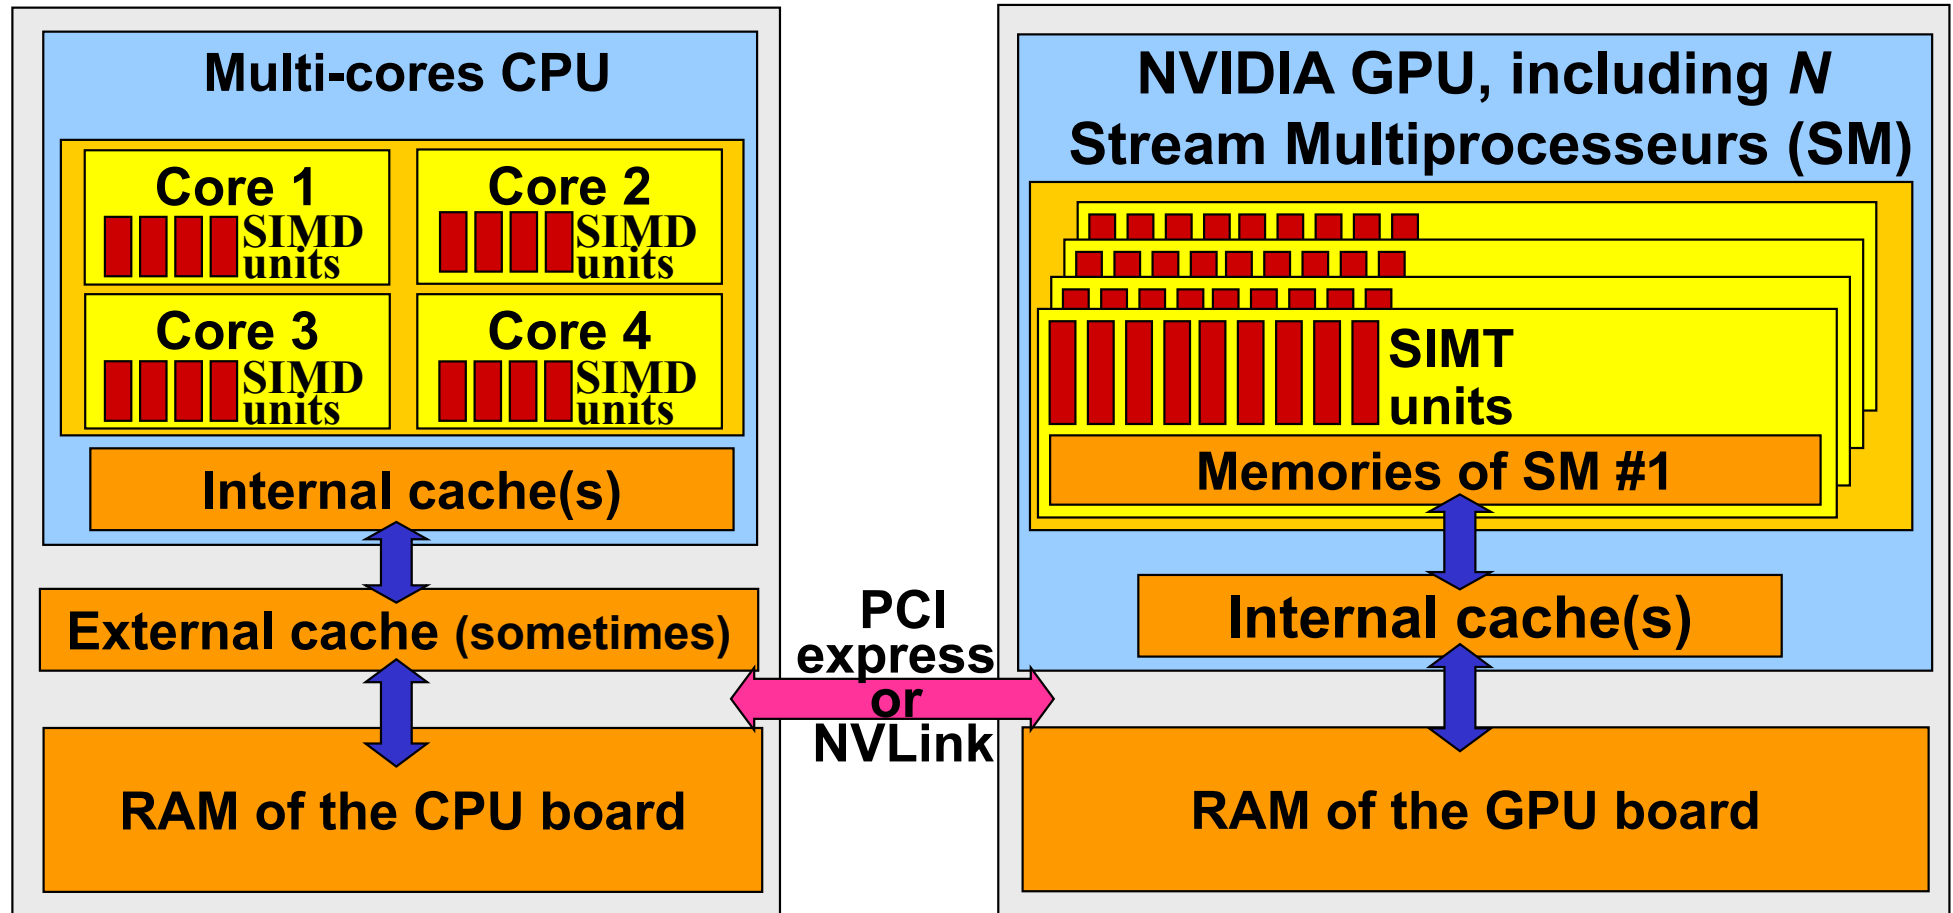 Multi-cores CPU
Core 1
SIMD
units
Core 2
SIMD
units
Core 3
SIMD
units
Core 4
SIMD
units
Internal cache(s)
External cache (sometimes)
RAM of the CPU board
PCI
express
or
NVLink
NVIDIA GPU, including N
Stream Multiprocesseurs (SM)
SIMT
units
Memories of SM #1
Internal cache(s)
RAM of the GPU board